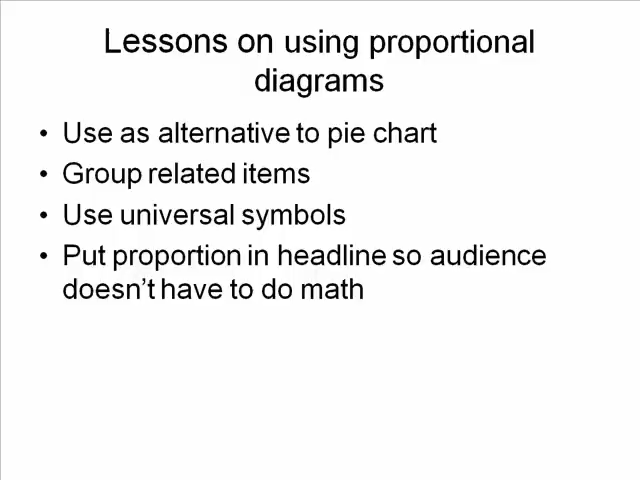 Lessons on using proportional
diagrams
• Use as alternative to pie chart
• Group related items
• Use universal symbols
• Put proportion in headline so audience
doesn't have to do math